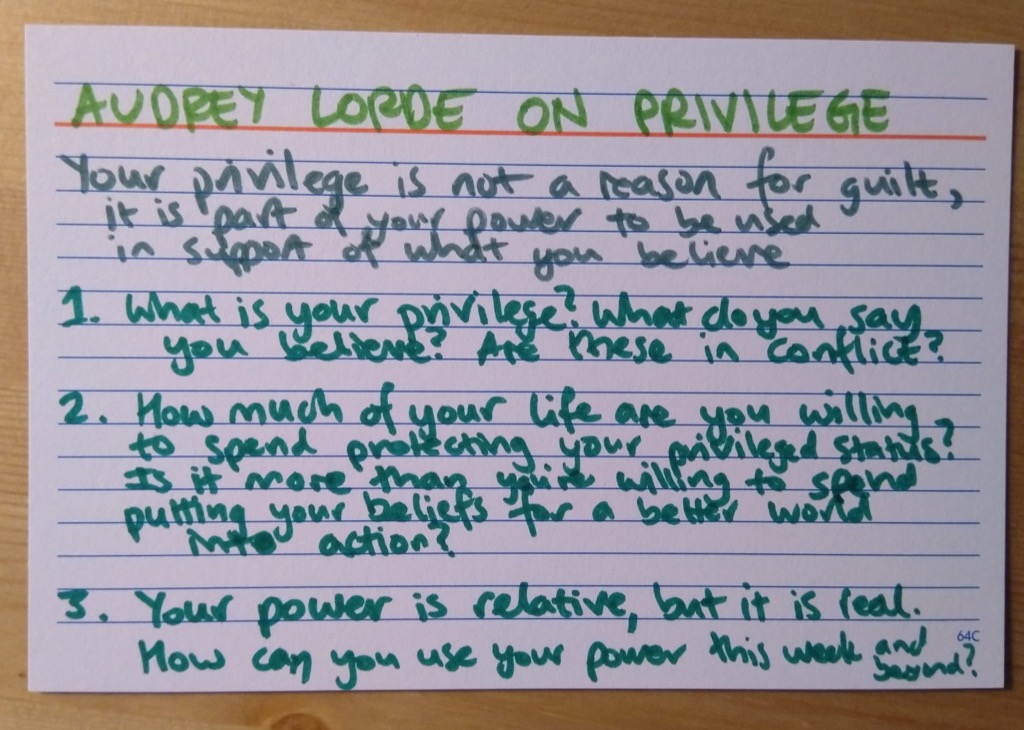 AUDREY LORDE ON PRIVILEGE
Your privilege is not a reason for guilt,
it is part of your power to be used
in support of what you believe
1. What is your privilege? What do you say
you believe? Are these in conflict?
2. How much of your life are you willing
to spend protecting your privileged status?
Is it more than you're willing to spend
putting your beliefs for a better world
into action?
3. Your power is relative, but it is real.
How can you use your power this week and
beyond?
64C